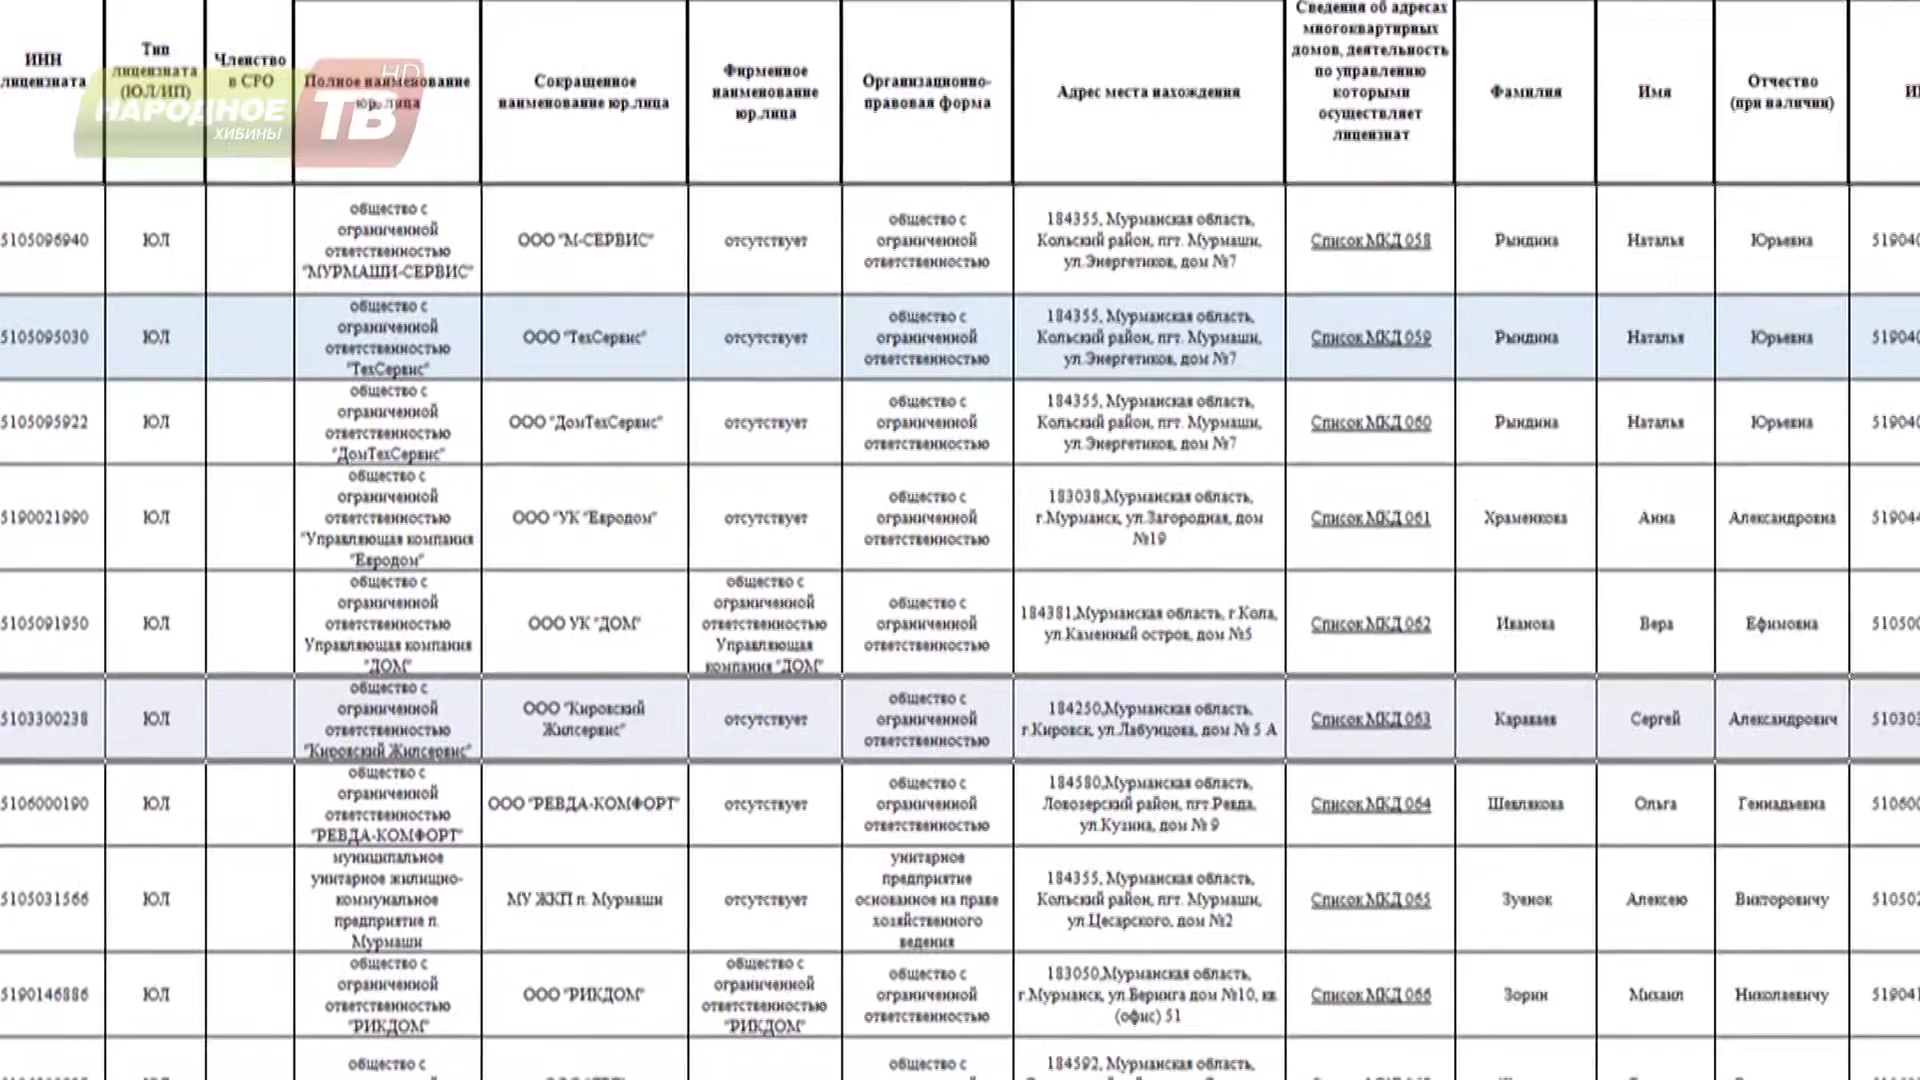 ИНН
лицензиата
Тип
лицензиата
(ЮЛ/ИП)
Членство
в СРО
Полное наименование
юр.лица
Сокращенное
наименование юр.лица
Фирменное
наименование
юр.лица
Организационно-
правовая форма
Адрес места нахождения
Сведения об адресах
многоквартирных
домов, деятельность
по управлению
которыми
осуществляет
лицензиат
Фамилия
Имя
Отчество
(при наличии)
НАРОДНОЕ
ХИБИНЫ
ТВ
HD
5105096940
ЮЛ
общество с
ограниченной
ответственностью
"МУРМАШИ-СЕРВИС"
ООО "М-СЕРВИС"
отсутствует
общество с
ограниченной
ответственностью
184355, Мурманская область,
Кольский район, пгт. Мурмаши,
ул.Энергетиков, дом №7
Список МКД 058
Рындина
Наталья
Юрьевна
519040
5105095030
ЮЛ
общество с
ограниченной
ответственностью
"ТехСервис"
ООО "ТехСервис"
отсутствует
общество с
ограниченной
ответственностью
184355, Мурманская область,
Кольский район, пгт. Мурмаши,
ул.Энергетиков, дом №7
Список МКД 059
Рындина
Наталья
Юрьевна
519040
5105095922
ЮЛ
общество с
ограниченной
ответственностью
"ДомТехСервис"
ООО "ДомТехСервис"
отсутствует
общество с
ограниченной
ответственностью
184355, Мурманская область,
Кольский район, пгт. Мурмаши,
ул.Энергетиков, дом №7
Список МКД 060
Рындина
Наталья
Юрьевна
519040
5190021990
ЮЛ
общество с
ограниченной
ответственностью
"Управляющая компания
"Евродом"
ООО "УК "Евродом"
отсутствует
общество с
ограниченной
ответственностью
183038,Мурманская область,
г.Мурманск, ул.Загородная, дом
№19
Список МКД 061
Храменкова
Анна
Александровна
519044
5105091950
ЮЛ
общество с
ограниченной
ответственностью
Управляющая компания
"ДОМ"
ООО УК "ДОМ"
общество с
ограниченной
ответственностью
Управляющая
компания "ДОМ"
общество с
ограниченной
ответственностью
184381,Мурманская область, г.Кола,
ул.Каменный остров, дом №5
Список МКД 062
Иванова
Вера
Ефимовна
510500
5103300238
ЮЛ
общество с
ограниченной
ответственностью
"Кировский Жилсервис"
ООО "Кировский
Жилсервис"
отсутствует
общество с
ограниченной
ответственностью
184250,Мурманская область,
г.Кировск, ул.Лабунцова, дом № 5 А
Список МКД 063
Караваев
Сергей
Александрович
510303
5106000190
ЮЛ
общество с
ограниченной
ответственностью
"РЕВДА-КОМФОРТ"
ООО "РЕВДА-КОМФОРТ"
отсутствует
общество с
ограниченной
ответственностью
184580,Мурманская область,
Ловозерский район, пгт.Ревда,
ул.Кузина, дом № 9
Список МКД 064
Шевлякова
Ольга
Геннадьевна
510600
5105031566
ЮЛ
муниципальное
унитарное жилищно-
коммунальное
предприятие п.
Мурмаши
МУ ЖКП п. Мурмаши
отсутствует
унитарное
предприятие
основанное на праве
хозяйственного
ведения
184355, Мурманская область,
Кольский район, пгт. Мурмаши,
ул.Цесарского, дом №2
Список МКД 065
Зуенок
Алексею
Викторовичу
510502
5190146886
ЮЛ
общество с
ограниченной
ответственностью
"РИКДОМ"
ООО "РИКДОМ"
общество с
ограниченной
ответственностью
"РИКДОМ"
общество с
ограниченной
ответственностью
183050,Мурманская область,
г.Мурманск, ул.Беринга дом №10, кв.
(офис) 51
Список МКД 066
Зорин
Михаил
Николаевичу
519041
общество с
общество с
184592, Мурманская область,